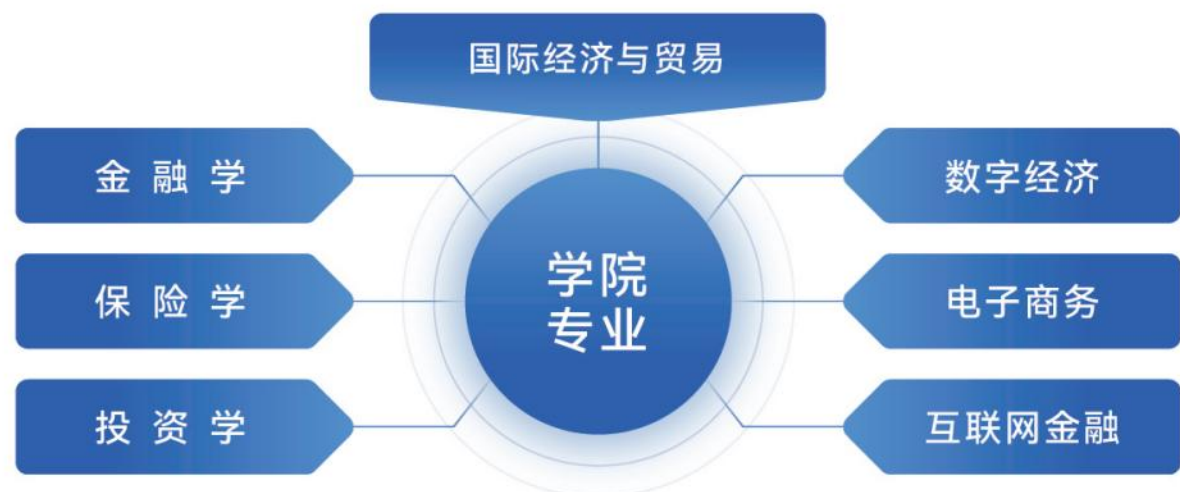 国际经济与贸易
金融学
数字经济
学院
专业
保险学
电子商务
投资学
互联网金融